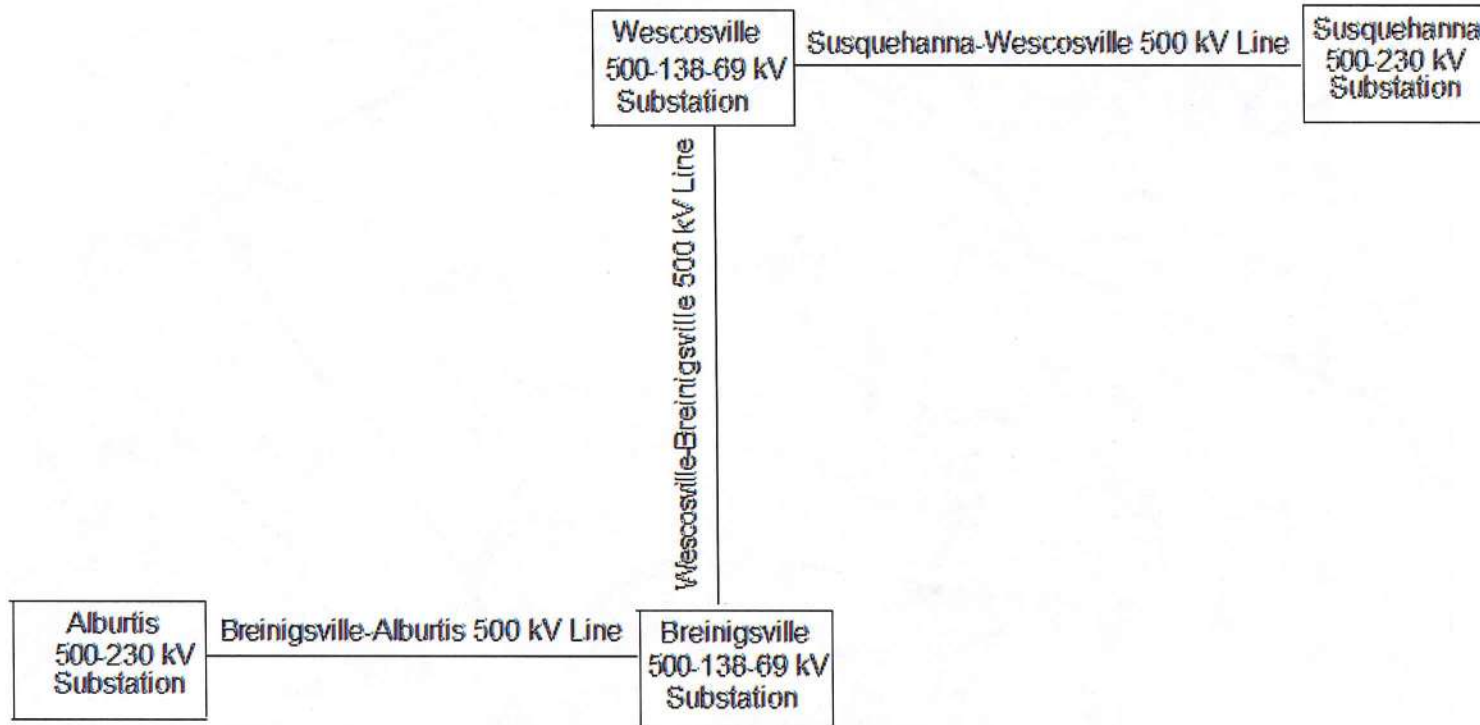 Wescosville
500-138-69 kV
Substation
Susquehanna-Wescosville 500 kV Line
Susquehanna
500-230 kV
Substation
Wescosville-Breinigsville 500 kV Line
Alburtis
500-230 kV
Substation
Breinigsville-Alburtis 500 kV Line
Breinigsville
500-138-69 kV
Substation